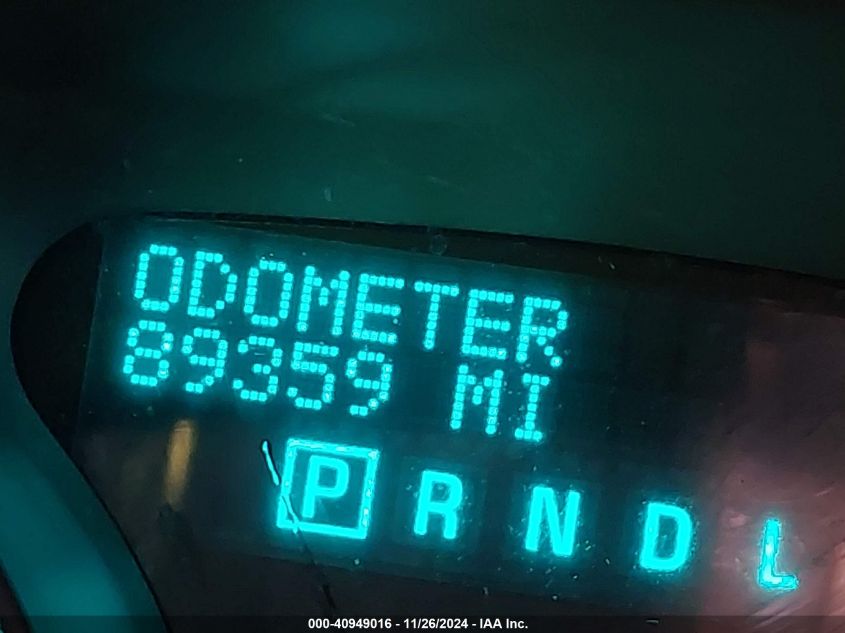 ODOMETER
89359 MI
P R N D L
000-40949016 - 11/26/2024 - IAA Inc.